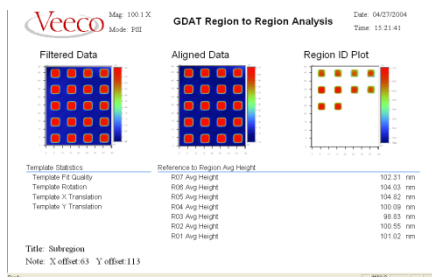 Veeco
Mag: 100.1 X
Mode: PSI
GDAT Region to Region Analysis
Date: 04/27/2004
Time: 15:21:41
Filtered Data
Aligned Data
Region ID Plot
Template Statistics
Template Fit Quality
Template Rotation
Template X Translation
Template Y Translation
Reference to Region Avg Height
R07 Avg Height 102.31 nm
R06 Avg Height 104.03 nm
R05 Avg Height 104.82 nm
R04 Avg Height 100.09 nm
R03 Avg Height 98.83 nm
R02 Avg Height 100.55 nm
R01 Avg Height 101.02 nm
Title: Subregion
Note: X offset:63 Y offset:113